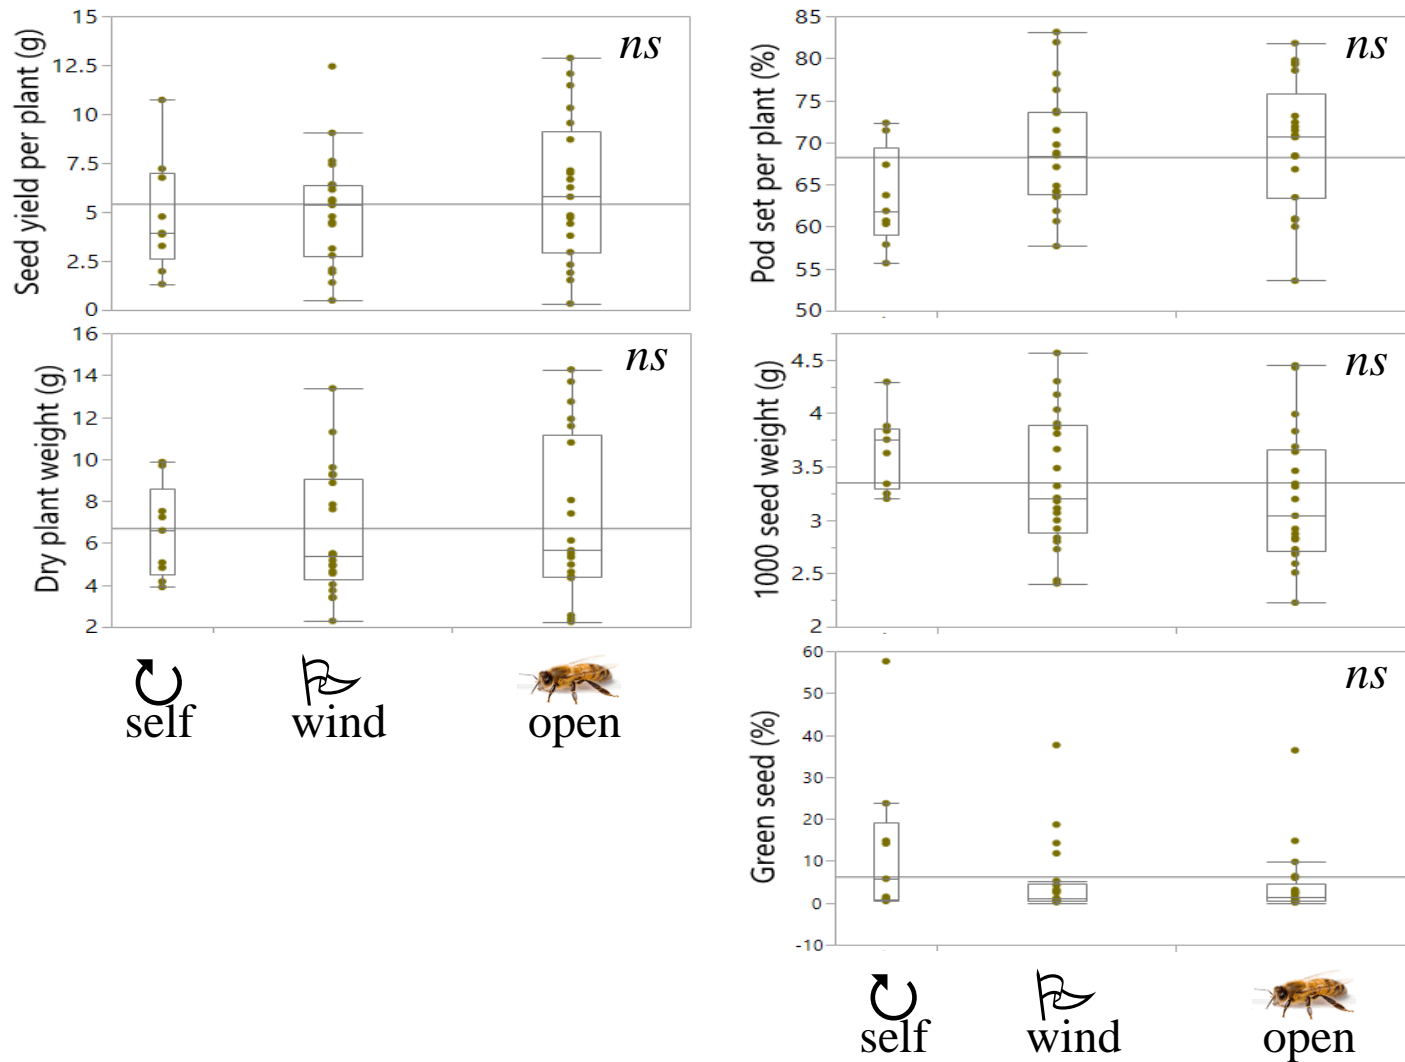 Seed yield per plant (g)
15
12.5
10
7.5
5
2.5
0
ns
Pod set per plant (%)
85
80
75
70
65
60
55
50
ns
Dry plant weight (g)
16
14
12
10
8
6
4
2
ns
1000 seed weight (g)
4.5
4
3.5
3
2.5
2
ns
self
wind
open
Green seed (%)
60
50
40
30
20
10
0
-10
ns
self
wind
open